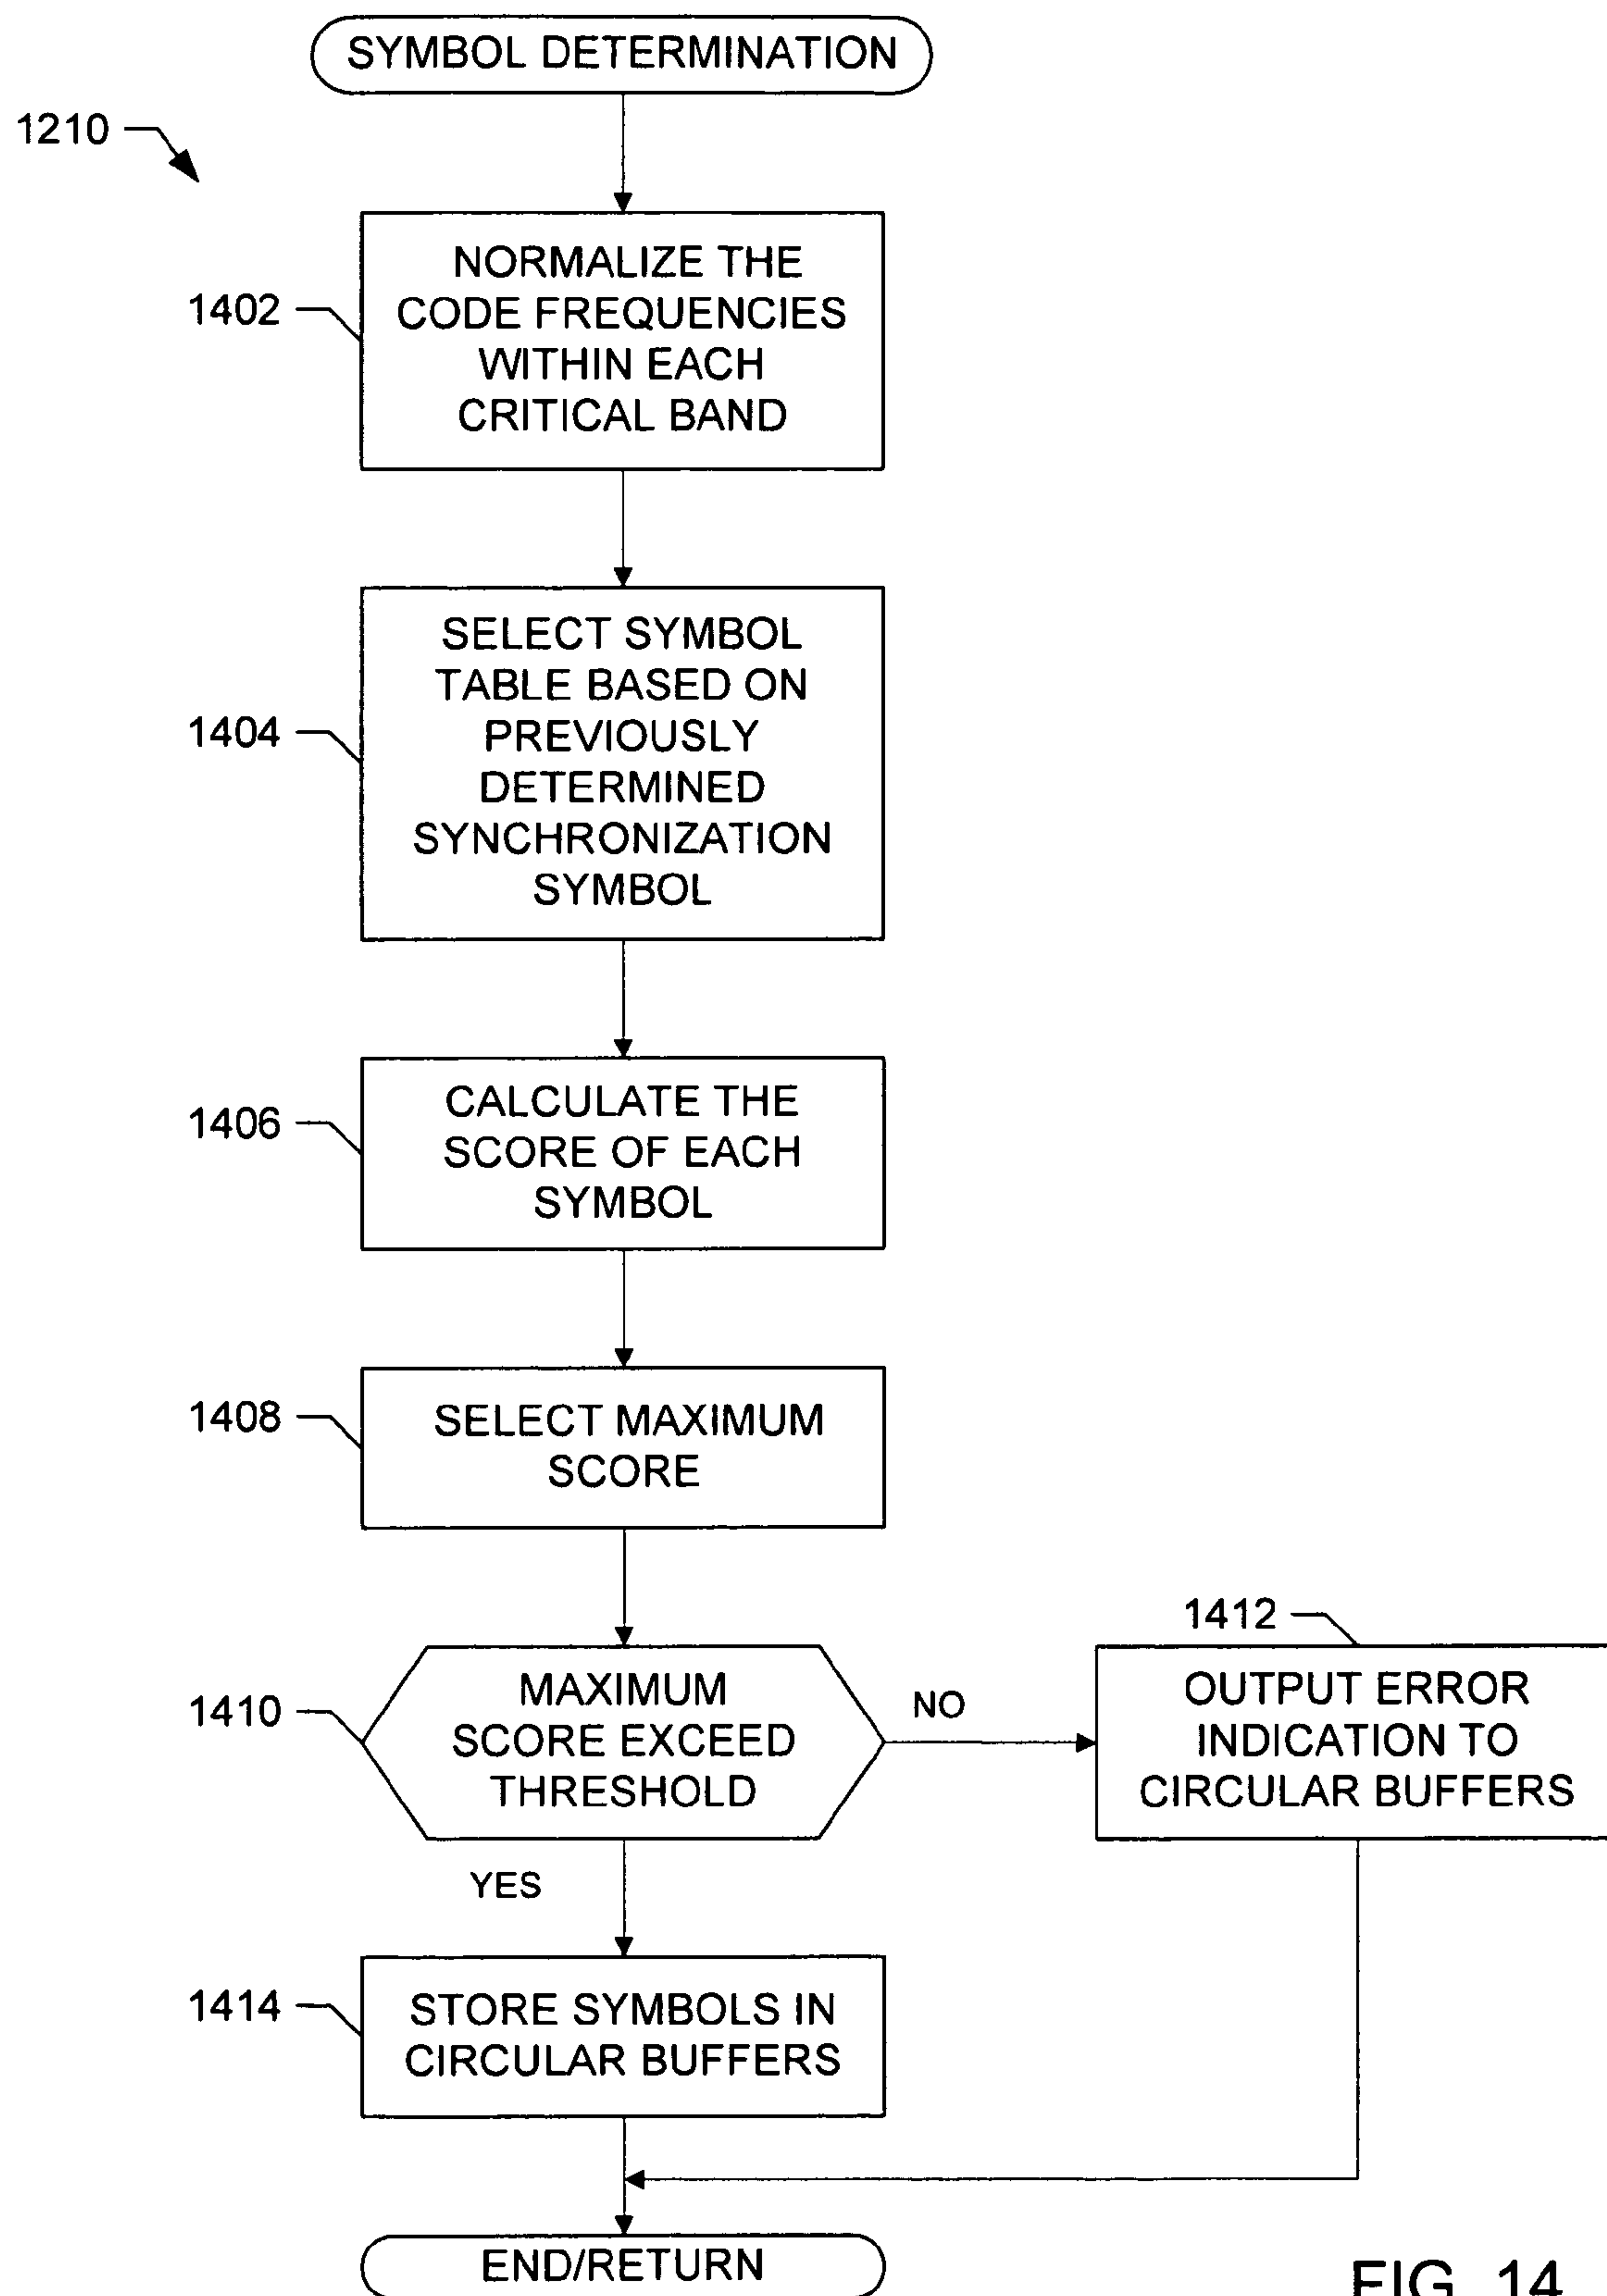 SYMBOL DETERMINATION
1210
NORMALIZE THE
CODE FREQUENCIES
WITHIN EACH
CRITICAL BAND
1402
SELECT SYMBOL
TABLE BASED ON
PREVIOUSLY
DETERMINED
SYNCHRONIZATION
SYMBOL
1404
CALCULATE THE
SCORE OF EACH
SYMBOL
1406
SELECT MAXIMUM
SCORE
1408
MAXIMUM
SCORE EXCEED
THRESHOLD
1410
NO
1412
OUTPUT ERROR
INDICATION TO
CIRCULAR BUFFERS
YES
STORE SYMBOLS IN
CIRCULAR BUFFERS
1414
END/RETURN
FIG. 14